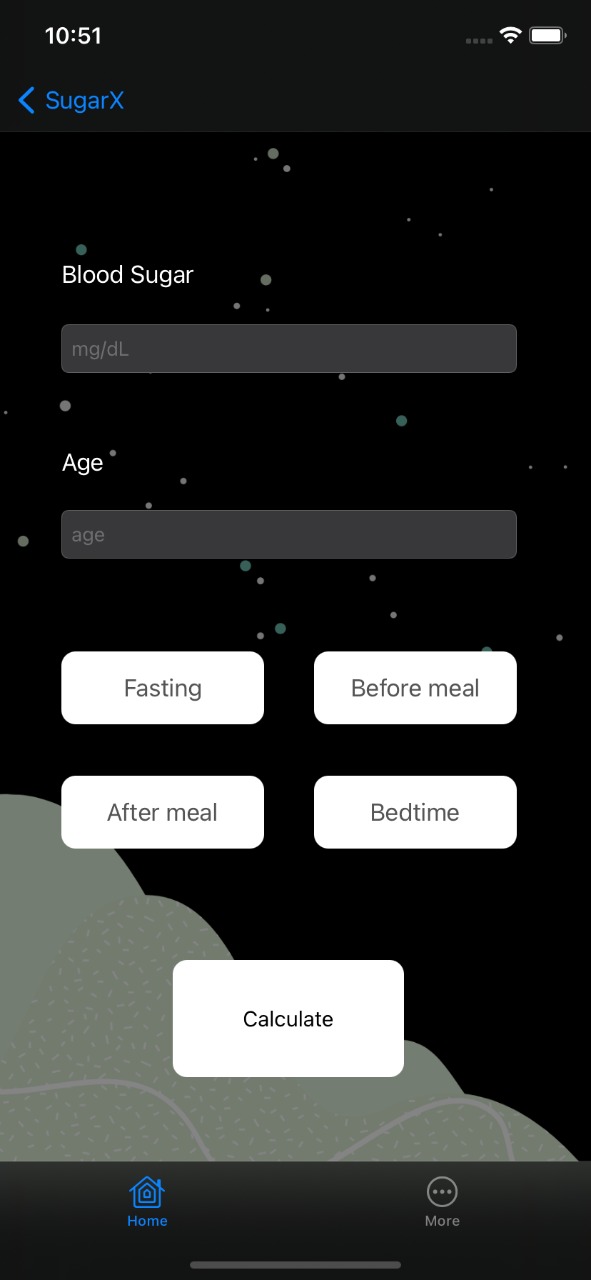 10:51
SugarX
Blood Sugar
mg/dL
Age
age
Fasting
Before meal
After meal
Bedtime
Calculate
Home
More